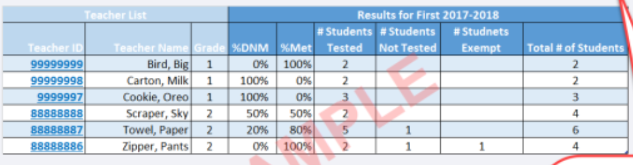 Teacher List Results for First 2017-2018
# Students # Students # Studnets
Teacher ID Teacher Name Grade %DNM %Met Tested Not Tested Exempt Total # of Students
99999999 Bird, Big 1 0% 100% 2 2
99999998 Carton, Milk 1 100% 0% 2 2
9999997 Cookie, Oreo 1 100% 0% 3 3
88888888 Scraper, Sky 2 50% 50% 2 4
88888887 Towel, Paper 2 20% 80% 5 1 6
88888886 Zipper, Pants 2 0% 100% 2 1 1 4
AMPLE